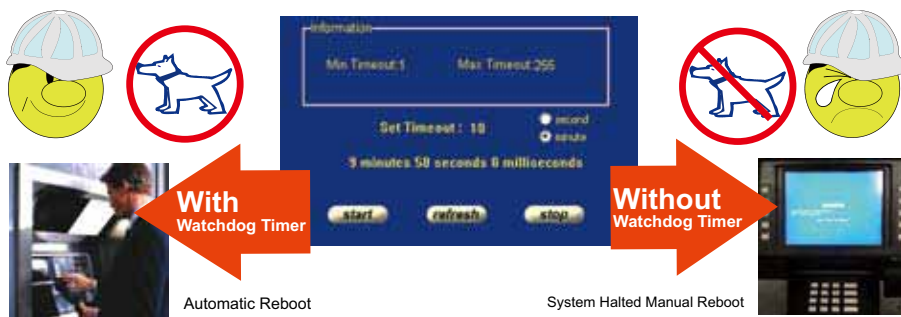 Information
Min Timeout:1 Max Timeout:255
Set Timeout : 10
second
minute
9 minutes 58 seconds 6 milliseconds
start refresh stop
With
Watchdog Timer
Without
Watchdog Timer
Automatic Reboot
System Halted Manual Reboot